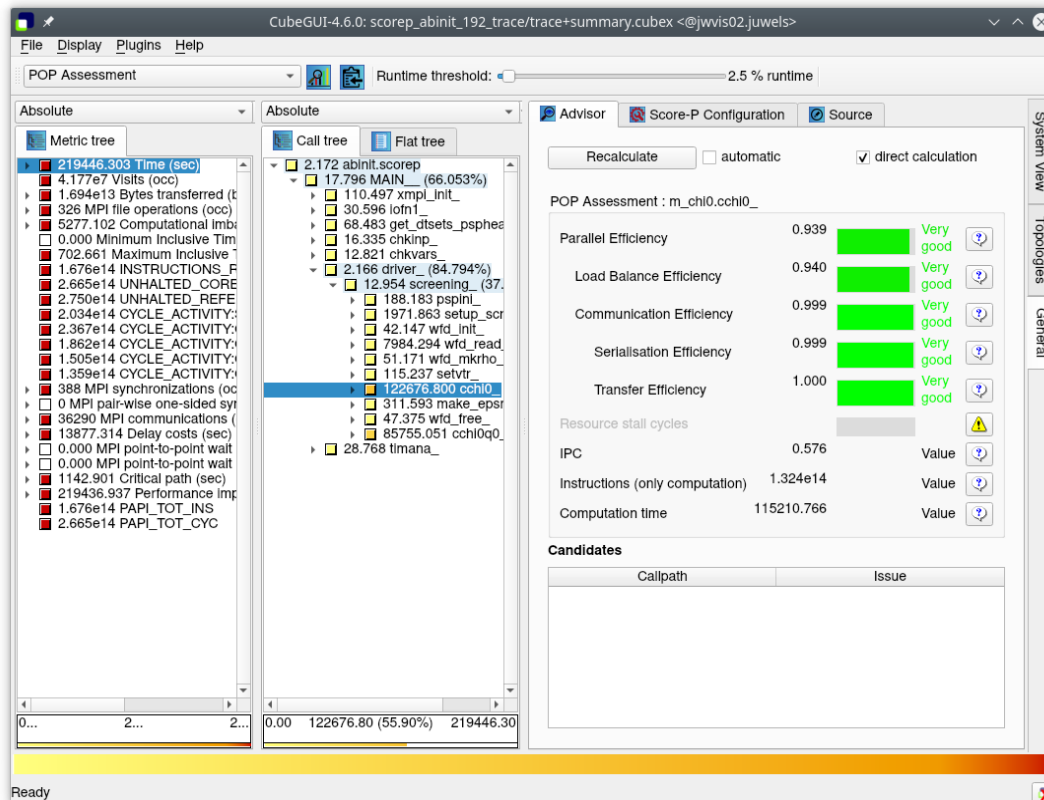 CubeGUI-4.6.0: scorep_abinit_192_trace/trace+summary.cubex <@jwvis02.juwels>
File Display Plugins Help
POP Assessment Runtime threshold: 2.5 % runtime
Absolute
Metric tree
219446.303 Time (sec)
4.177e7 Visits (occ)
1.694e13 Bytes transferred (b
326 MPI file operations (occ)
5277.102 Computational imba
0.000 Minimum Inclusive Tim
702.661 Maximum Inclusive T
1.676e14 INSTRUCTIONS_R
2.665e14 UNHALTED_CORE
2.750e14 UNHALTED_REFE
2.034e14 CYCLE_ACTIVITY:
2.367e14 CYCLE_ACTIVITY:
1.862e14 CYCLE_ACTIVITY:
1.505e14 CYCLE_ACTIVITY:
1.359e14 CYCLE_ACTIVITY:
388 MPI synchronizations (oc
0 MPI pair-wise one-sided syn
36290 MPI communications (
13877.314 Delay costs (sec)
0.000 MPI point-to-point wait
0.000 MPI point-to-point wait
1142.901 Critical path (sec)
219436.937 Performance imp
1.676e14 PAPI_TOT_INS
2.665e14 PAPI_TOT_CYC
0... 2... 2...
Absolute
Call tree Flat tree
2.172 abinit.scorep
17.796 MAIN__ (66.053%)
110.497 xmpi_init_
30.596 iofn1_
68.483 get_dtsets_psphea
16.335 chkinp_
12.821 chkvars_
2.166 driver_ (84.794%)
12.954 screening_ (37.
188.183 pspini_
1971.863 setup_scr
42.147 wfd_init_
7984.294 wfd_read_
51.171 wfd_mkrho_
115.237 setvtr_
122676.800 cchi0_
311.593 make_epsm
47.375 wfd_free_
85755.051 cchi0q0_
28.768 timana_
0.00 122676.80 (55.90%) 219446.30
Advisor Score-P Configuration Source
Recalculate automatic direct calculation
POP Assessment : m_chi0.cchi0_
Parallel Efficiency 0.939 Very good
Load Balance Efficiency 0.940 Very good
Communication Efficiency 0.999 Very good
Serialisation Efficiency 0.999 Very good
Transfer Efficiency 1.000 Very good
Resource stall cycles
IPC 0.576 Value
Instructions (only computation) 1.324e14 Value
Computation time 115210.766 Value
Candidates
Callpath Issue
System View
Topologies
General
Ready